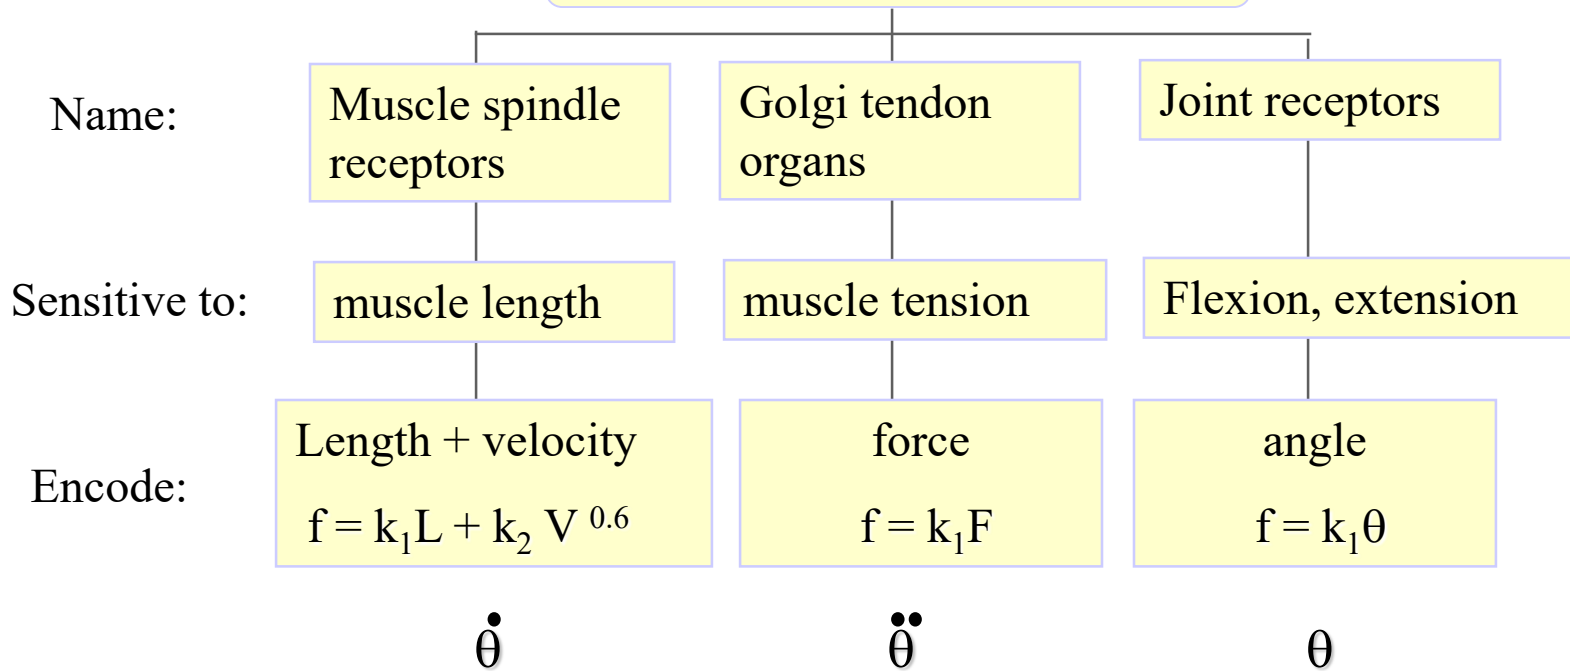 Name:
Muscle spindle
receptors
Golgi tendon
organs
Joint receptors
Sensitive to:
muscle length
muscle tension
Flexion, extension
Encode:
Length + velocity
f = k₁L + k₂ V ⁰·⁶
force
f = k₁F
angle
f = k₁θ
θ̇
θ̈
θ